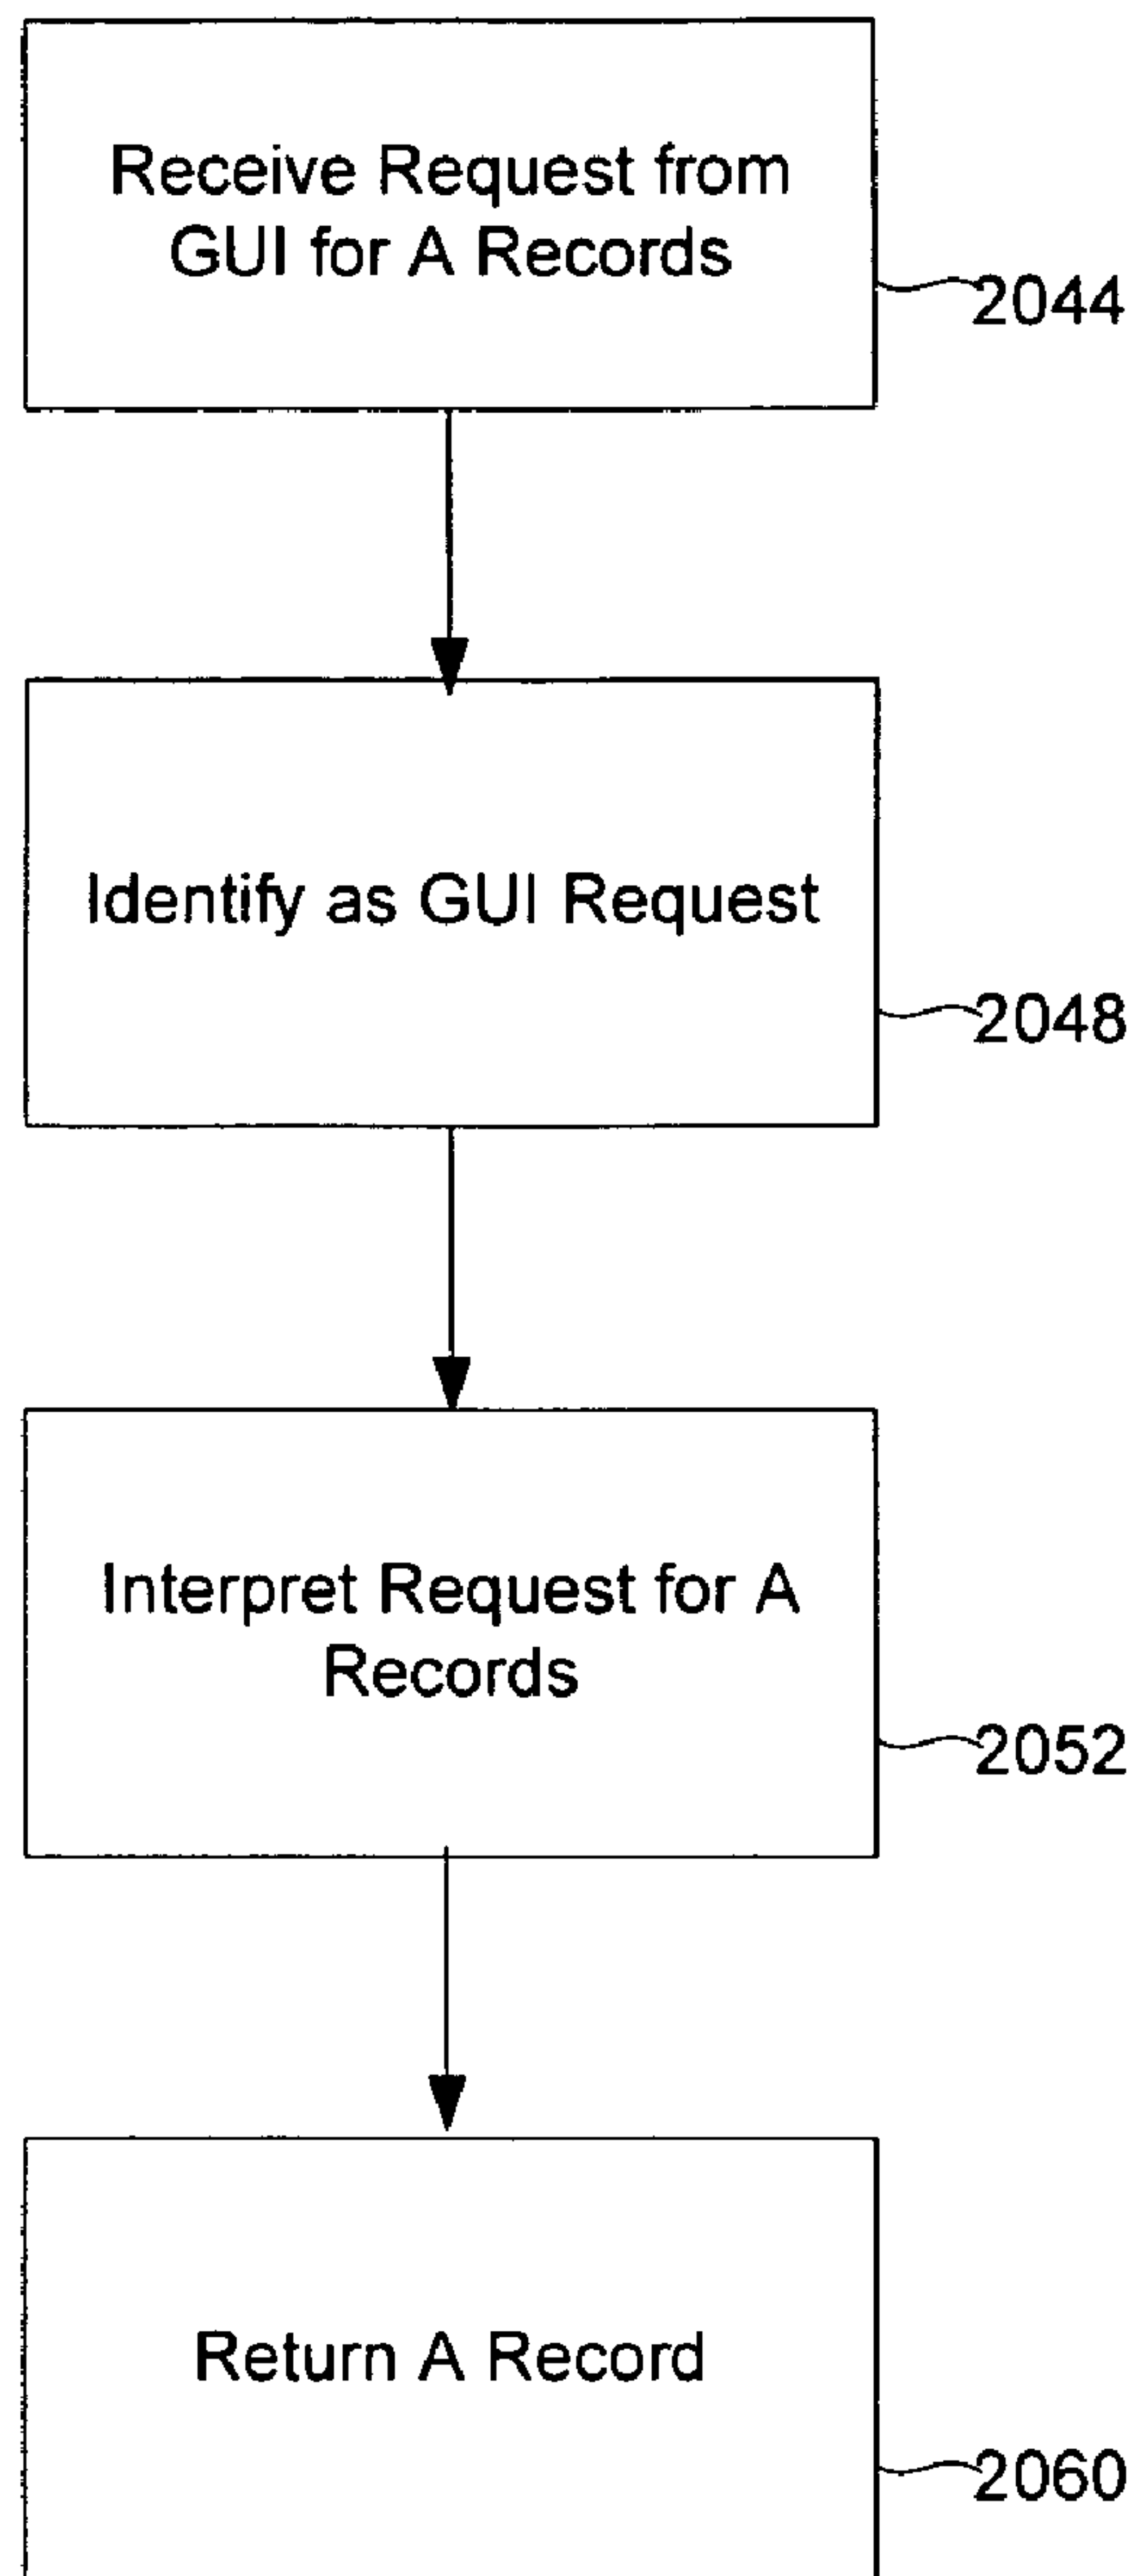 Receive Request from
GUI for A Records
2044
Identify as GUI Request
2048
Interpret Request for A
Records
2052
Return A Record
2060